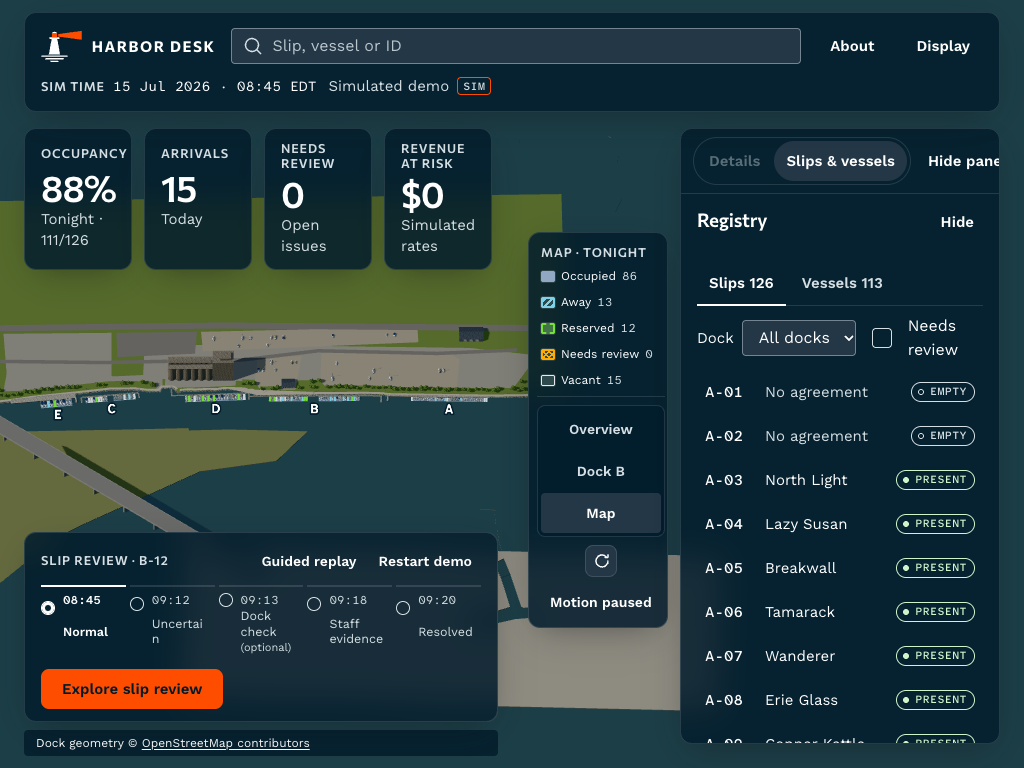 HARBOR DESK
Slip, vessel or ID
About
Display
SIM TIME 15 Jul 2026 · 08:45 EDT Simulated demo SIM
OCCUPANCY
88%
Tonight ·
111/126
ARRIVALS
15
Today
NEEDS
REVIEW
0
Open
issues
REVENUE
AT RISK
$0
Simulated
rates
MAP · TONIGHT
Occupied 86
Away 13
Reserved 12
Needs review 0
Vacant 15
Overview
Dock B
Map
Motion paused
E
C
D
B
A
SLIP REVIEW · B-12
Guided replay
Restart demo
08:45
Normal
09:12
Uncertai
n
09:13
Dock
check
(optional)
09:18
Staff
evidence
09:20
Resolved
Explore slip review
Dock geometry © OpenStreetMap contributors
Details
Slips & vessels
Hide pane
Registry
Hide
Slips 126
Vessels 113
Dock
All docks
Needs
review
A-01 No agreement EMPTY
A-02 No agreement EMPTY
A-03 North Light PRESENT
A-04 Lazy Susan PRESENT
A-05 Breakwall PRESENT
A-06 Tamarack PRESENT
A-07 Wanderer PRESENT
A-08 Erie Glass PRESENT